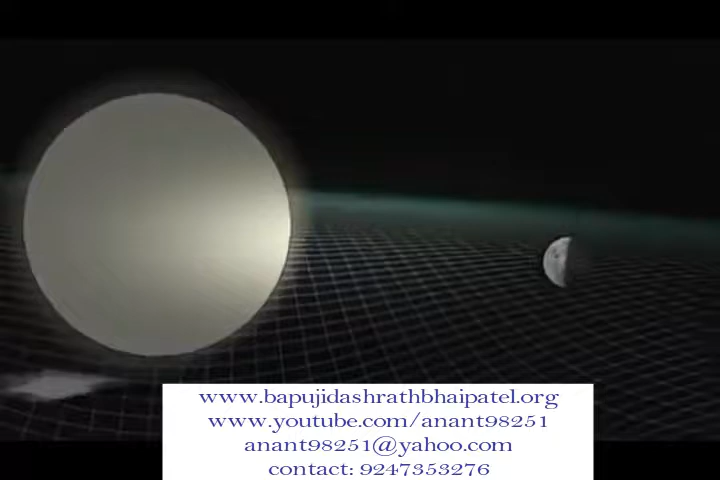 www.bapujidashrathbhaipatel.org
www.youtube.com/anant98251
anant98251@yahoo.com
contact: 9247353276